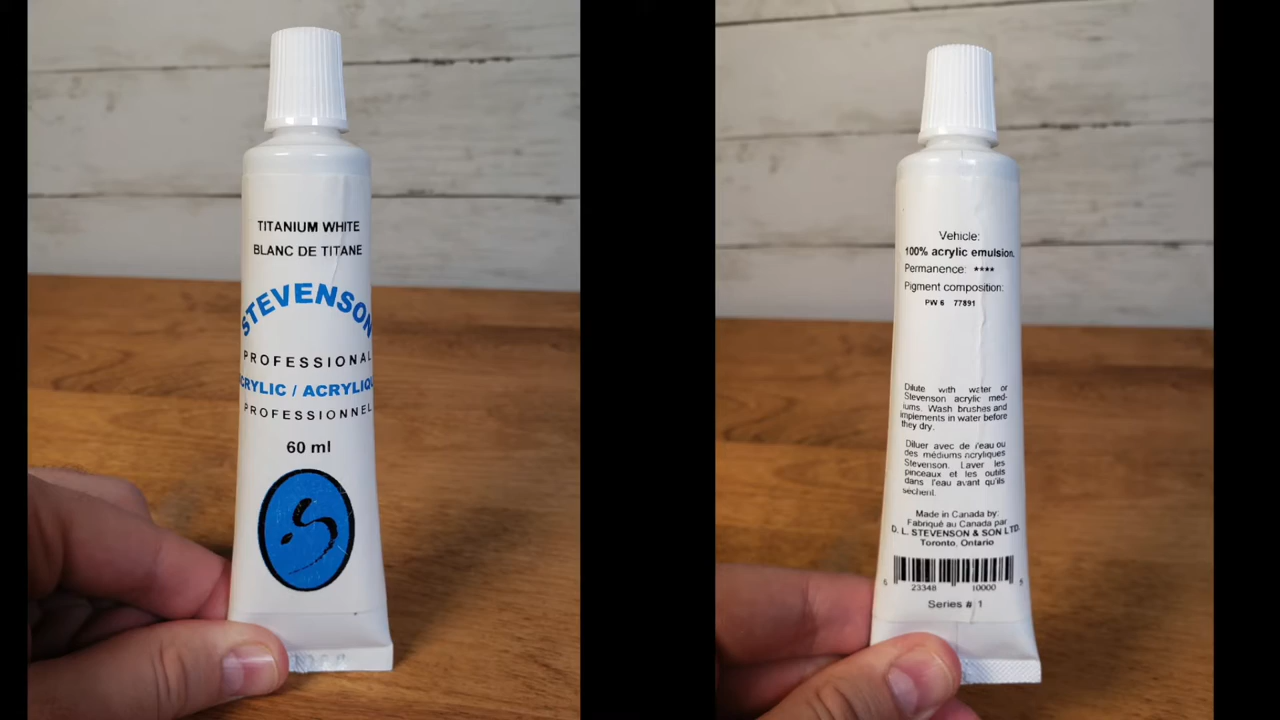 TITANIUM WHITE
BLANC DE TITANE
STEVENSON
PROFESSIONAL
CRYLIC / ACRYLIQU
PROFESSIONNEL
60 ml
Vehicle:
100% acrylic emulsion.
Permanence: ****
Pigment composition:
PW 6 77891
Dilute with water or
Stevenson acrylic med-
iums. Wash brushes and
implements in water before
they dry.
Diluer avec de l'eau ou
des médiums acryliques
Stevenson. Laver les
pinceaux et les outils
dans l'eau avant qu'ils
sèchent.
Made in Canada by:
Fabriqué au Canada par
D. L. STEVENSON & SON LTD.
Toronto, Ontario
6 23348 10000 5
Series # 1